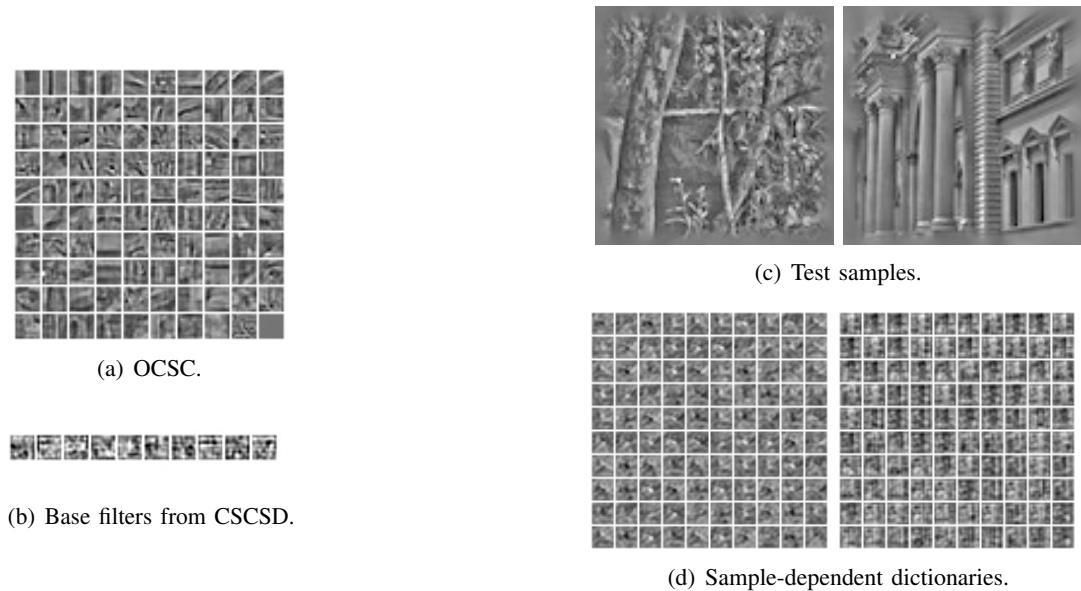 (a) OCSC.
(b) Base filters from CSCSD.
(c) Test samples.
(d) Sample-dependent dictionaries.